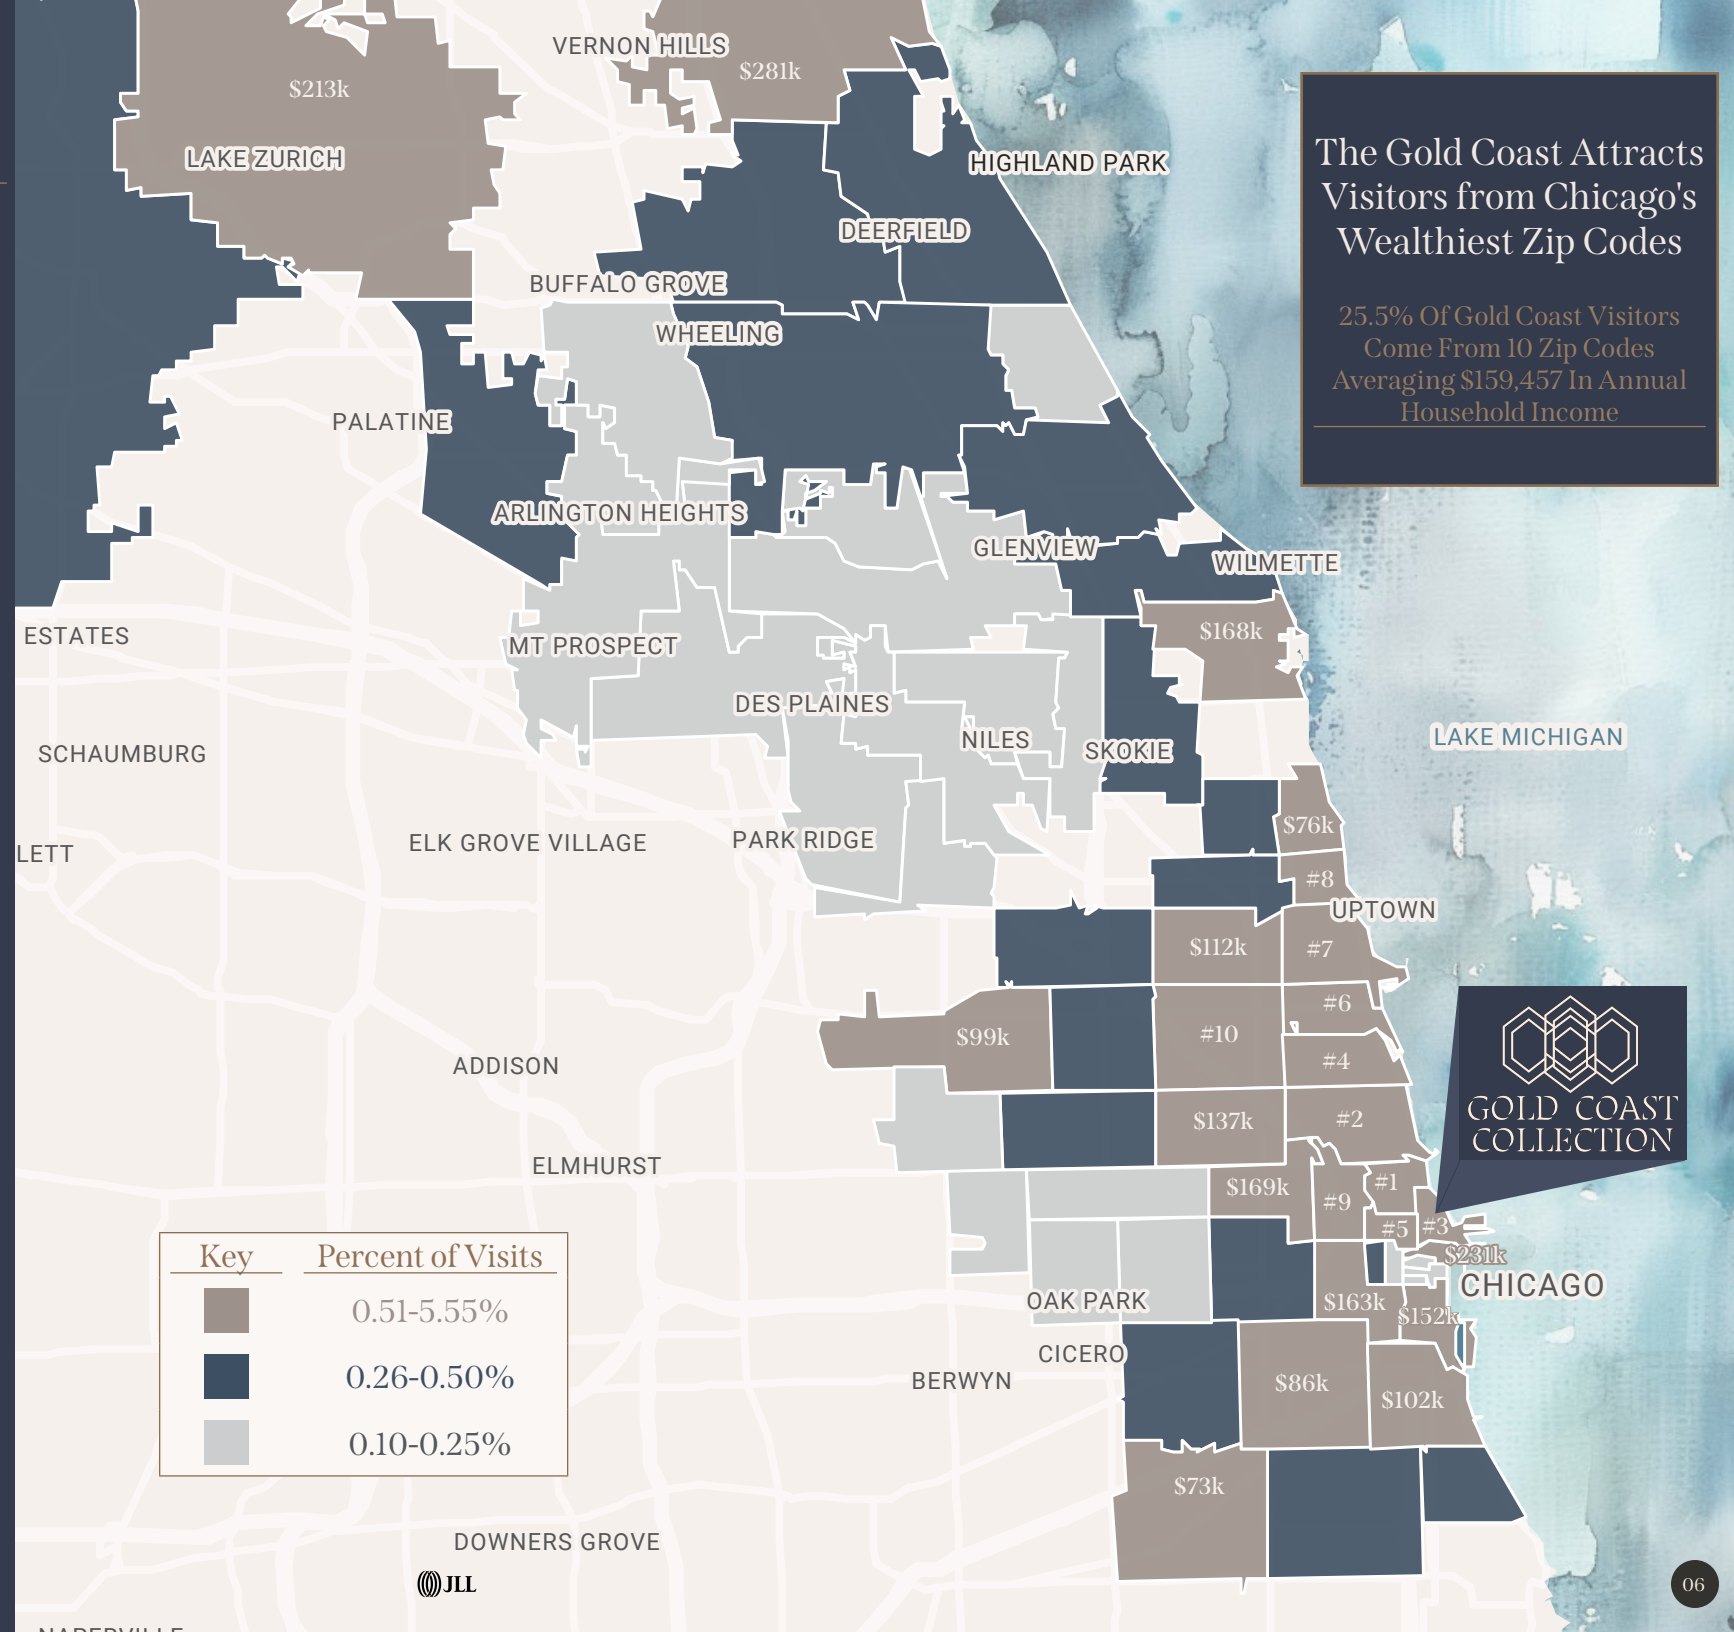 VERNON HILLS
$281k
$213k
LAKE ZURICH
HIGHLAND PARK
DEERFIELD
BUFFALO GROVE
WHEELING
PALATINE
ARLINGTON HEIGHTS
GLENVIEW
WILMETTE
The Gold Coast Attracts
Visitors from Chicago's
Wealthiest Zip Codes
25.5% Of Gold Coast Visitors
Come From 10 Zip Codes
Averaging $159,457 In Annual
Household Income
ESTATES
MT PROSPECT
$168k
DES PLAINES
NILES
SKOKIE
LAKE MICHIGAN
SCHAUMBURG
ELK GROVE VILLAGE
PARK RIDGE
$76k
LETT
#8
UPTOWN
$112k
#7
#6
$99k
#10
#4
ADDISON
$137k
#2
GOLD COAST
COLLECTION
ELMHURST
$169k
#9
#1
#5
#3
$231k
CHICAGO
OAK PARK
$163k
$152k
CICERO
BERWYN
$86k
$102k
Key
Percent of Visits
0.51-5.55%
0.26-0.50%
0.10-0.25%
$73k
DOWNERS GROVE
JLL
06
NAPERVILLE